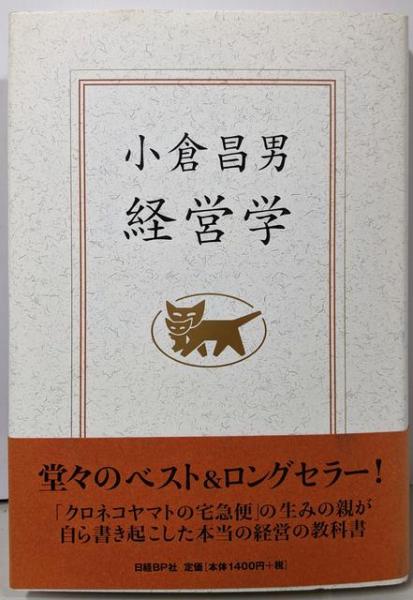 小倉昌男
経営学
堂々のベスト&ロングセラー!
「クロネコヤマトの宅急便」の生みの親が
自ら書き起こした本当の経営の教科書
日経BP社 定価[本体1400円+税]